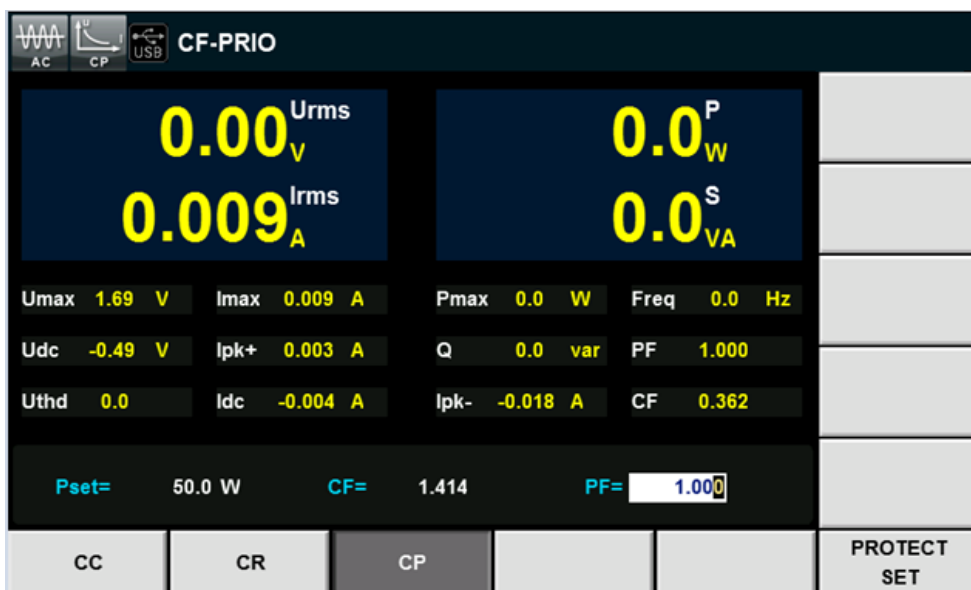 AC
U
I
CP
USB
CF-PRIO
0.00 Urms V
0.0 P W
0.009 Irms A
0.0 S VA
Umax 1.69 V Imax 0.009 A Pmax 0.0 W Freq 0.0 Hz
Udc -0.49 V Ipk+ 0.003 A Q 0.0 var PF 1.000
Uthd 0.0 Idc -0.004 A Ipk- -0.018 A CF 0.362
Pset= 50.0 W CF= 1.414 PF= 1.000
CC CR CP PROTECT
SET